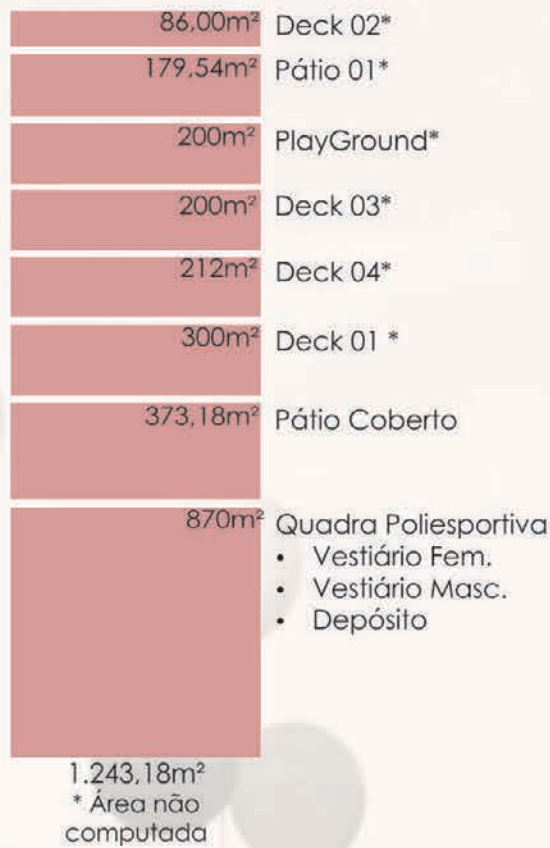 86,00m² Deck 02*
179,54m² Pátio 01*
200m² PlayGround*
200m² Deck 03*
212m² Deck 04*
300m² Deck 01 *
373,18m² Pátio Coberto
870m² Quadra Poliesportiva
• Vestiário Fem.
• Vestiário Masc.
• Depósito
1.243,18m²
* Área não
computada